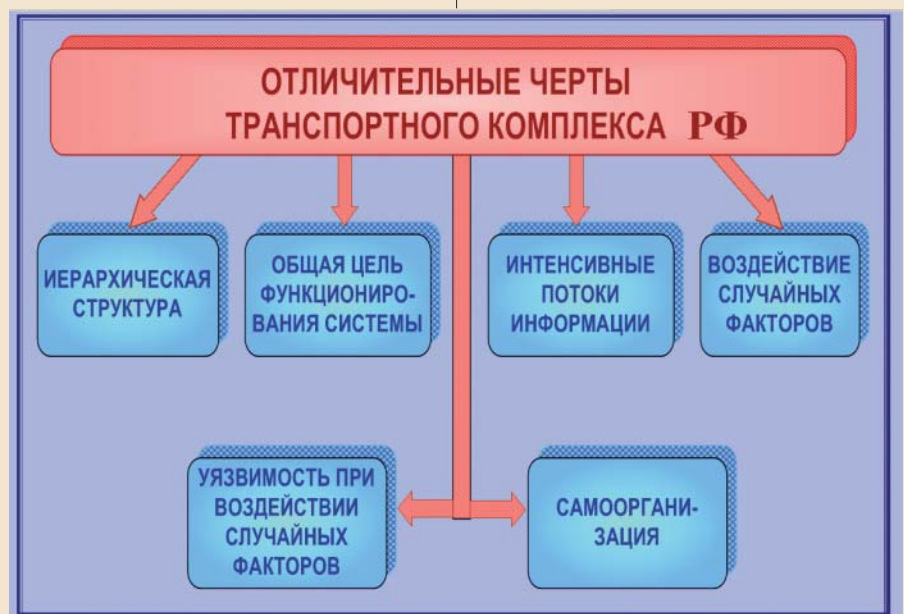 ОТЛИЧИТЕЛЬНЫЕ ЧЕРТЫ
ТРАНСПОРТНОГО КОМПЛЕКСА РФ
ИЕРАРХИЧЕСКАЯ
СТРУКТУРА
ОБЩАЯ ЦЕЛЬ
ФУНКЦИОНИРО-
ВАНИЯ СИСТЕМЫ
ИНТЕНСИВНЫЕ
ПОТОКИ
ИНФОРМАЦИИ
ВОЗДЕЙСТВИЕ
СЛУЧАЙНЫХ
ФАКТОРОВ
УЯЗВИМОСТЬ ПРИ
ВОЗДЕЙСТВИИ
СЛУЧАЙНЫХ
ФАКТОРОВ
САМООРГАНИ-
ЗАЦИЯ